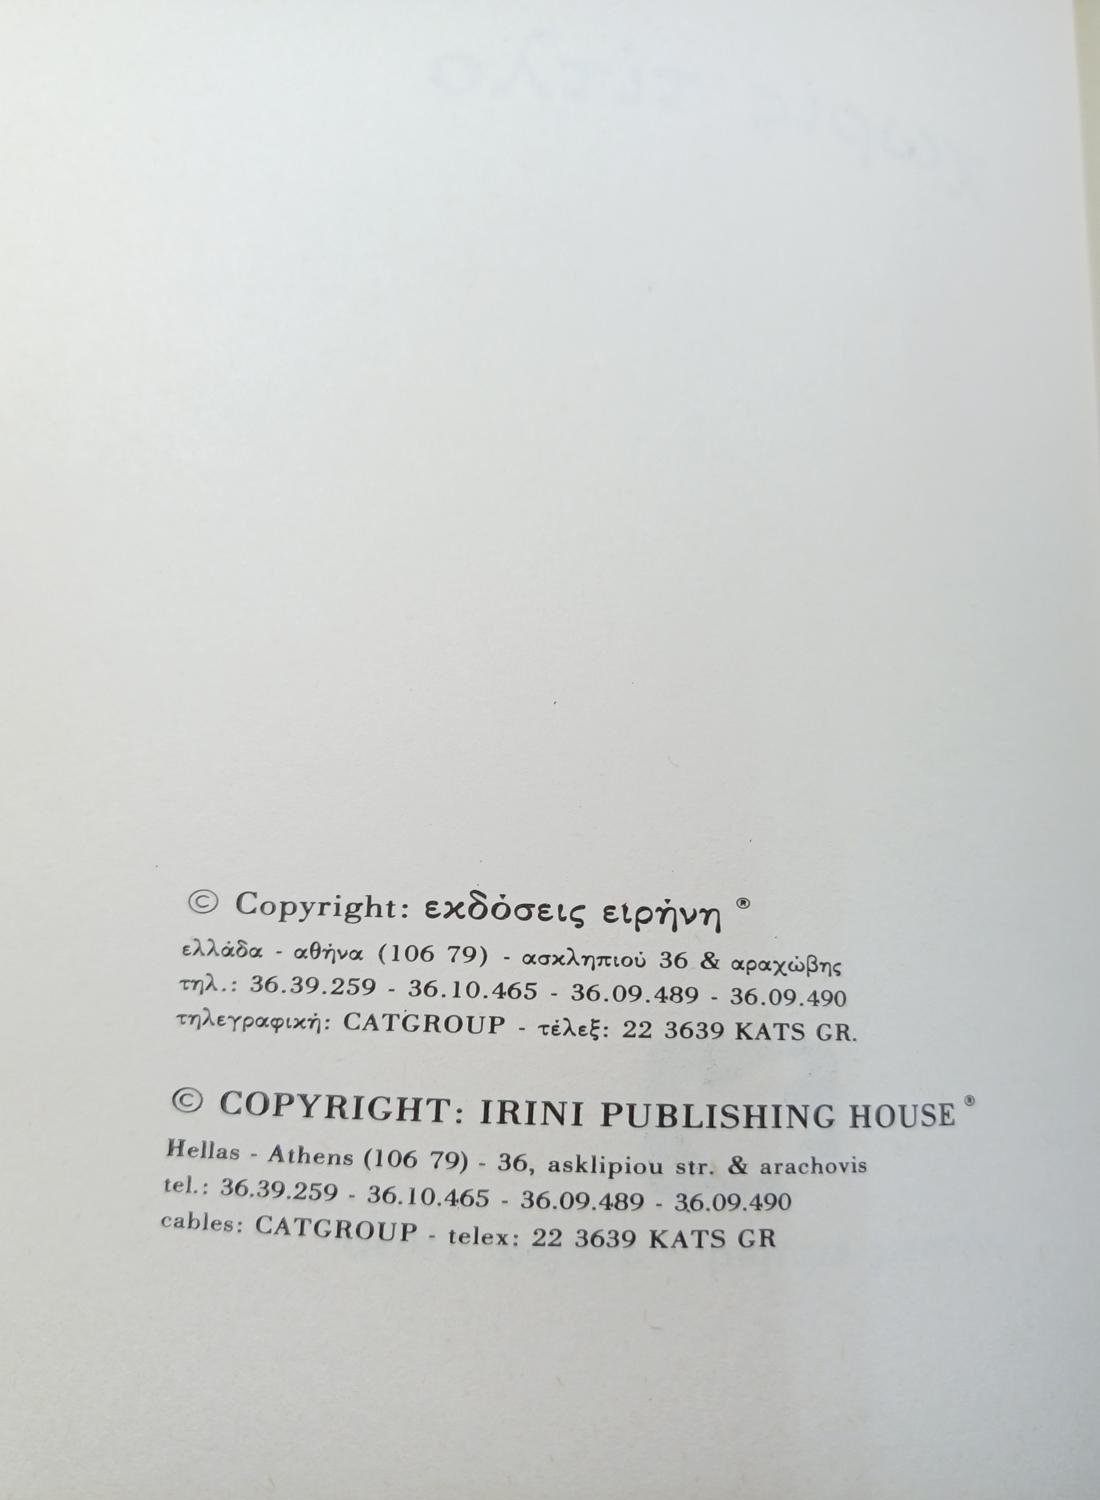 χωρίς τίτλο
© Copyright: εκδόσεις ειρήνη ®
ελλάδα - αθήνα (106 79) - ασκληπιού 36 & αραχώβης
τηλ.: 36.39.259 - 36.10.465 - 36.09.489 - 36.09.490
τηλεγραφική: CATGROUP - τέλεξ: 22 3639 KATS GR.
© COPYRIGHT: IRINI PUBLISHING HOUSE ®
Hellas - Athens (106 79) - 36, asklipiou str. & arachovis
tel.: 36.39.259 - 36.10.465 - 36.09.489 - 36.09.490
cables: CATGROUP - telex: 22 3639 KATS GR